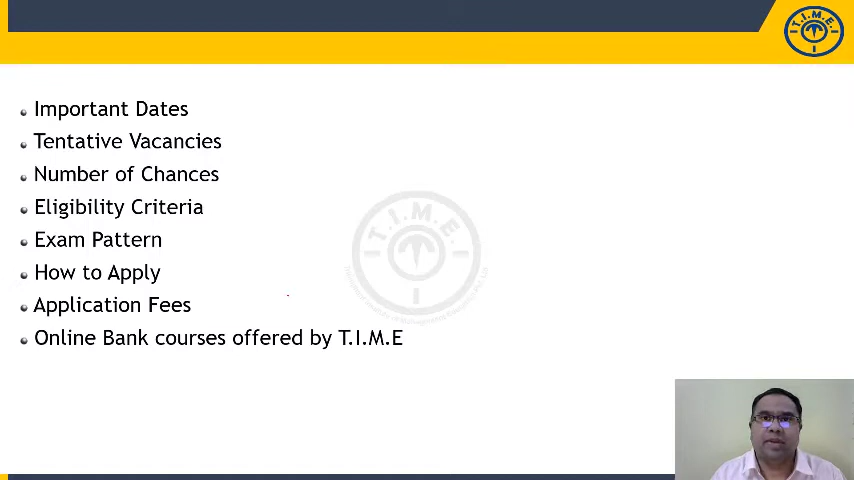 T.I.M.E.
Important Dates
Tentative Vacancies
Number of Chances
Eligibility Criteria
Exam Pattern
How to Apply
Application Fees
Online Bank courses offered by T.I.M.E
T.I.M.E.